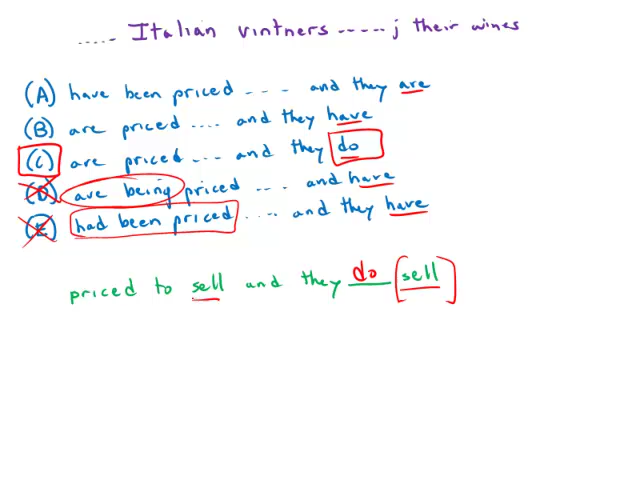 ..... Italian vintners ..... ; their wines
(A) have been priced .... and they are
(B) are priced .... and they have
(C) are priced ... and they do
(D) are being priced ... and have
(E) had been priced .... and they have
priced to sell and they do sell